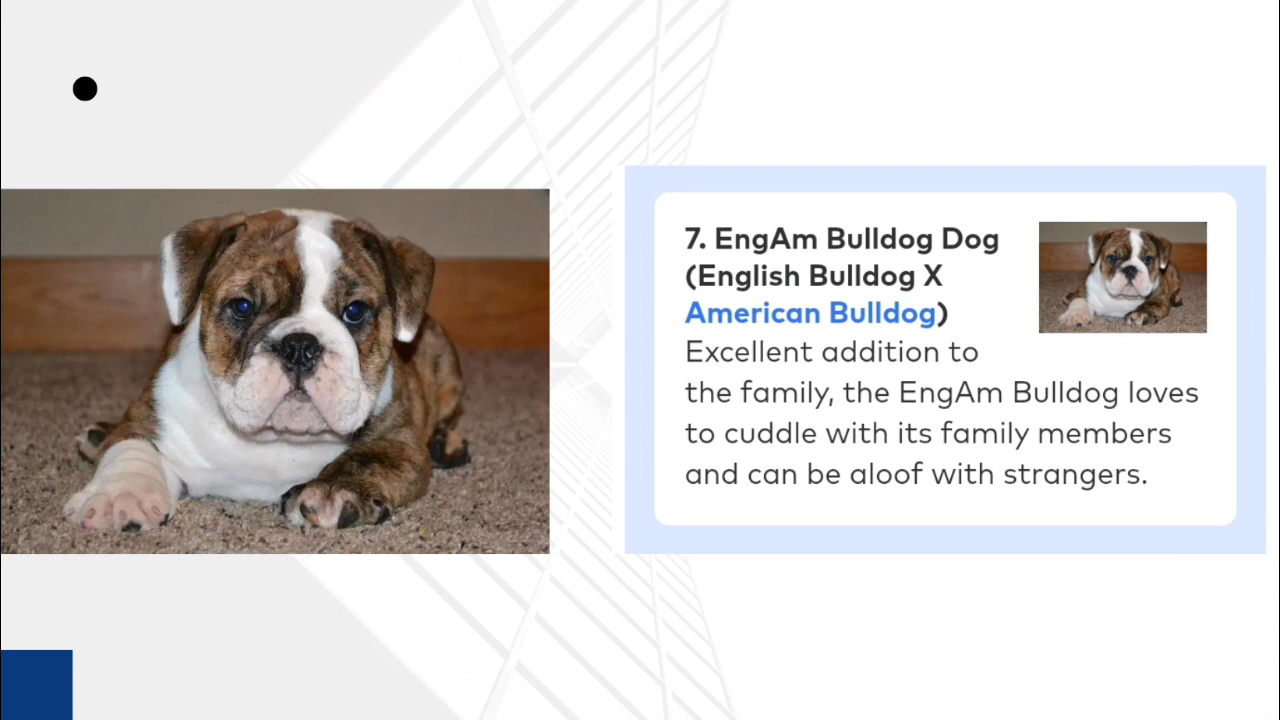 7. EngAm Bulldog Dog
(English Bulldog X
American Bulldog)
Excellent addition to
the family, the EngAm Bulldog loves
to cuddle with its family members
and can be aloof with strangers.